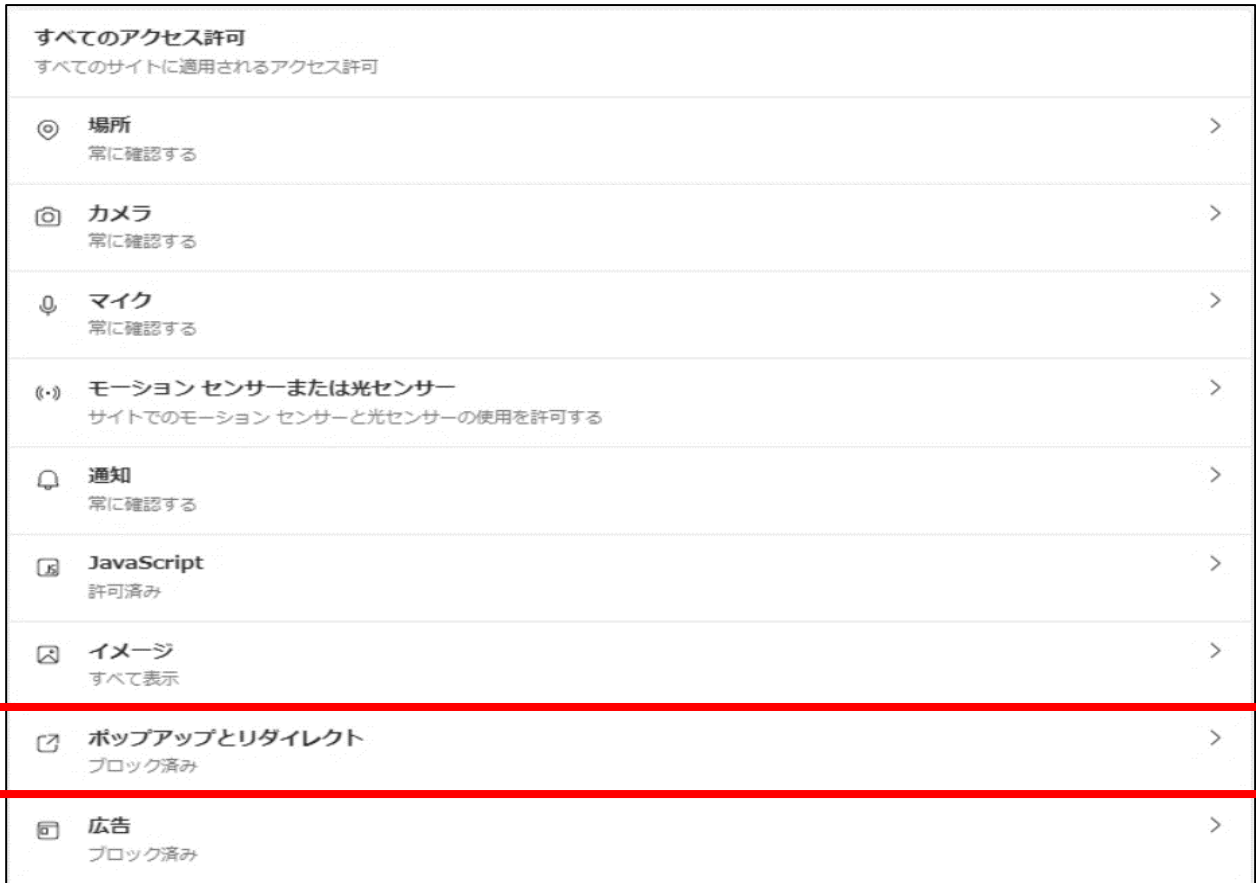 すべてのアクセス許可
すべてのサイトに適用されるアクセス許可
場所
常に確認する
カメラ
常に確認する
マイク
常に確認する
モーション センサーまたは光センサー
サイトでのモーション センサーと光センサーの使用を許可する
通知
常に確認する
JavaScript
許可済み
イメージ
すべて表示
ポップアップとリダイレクト
ブロック済み
広告
ブロック済み